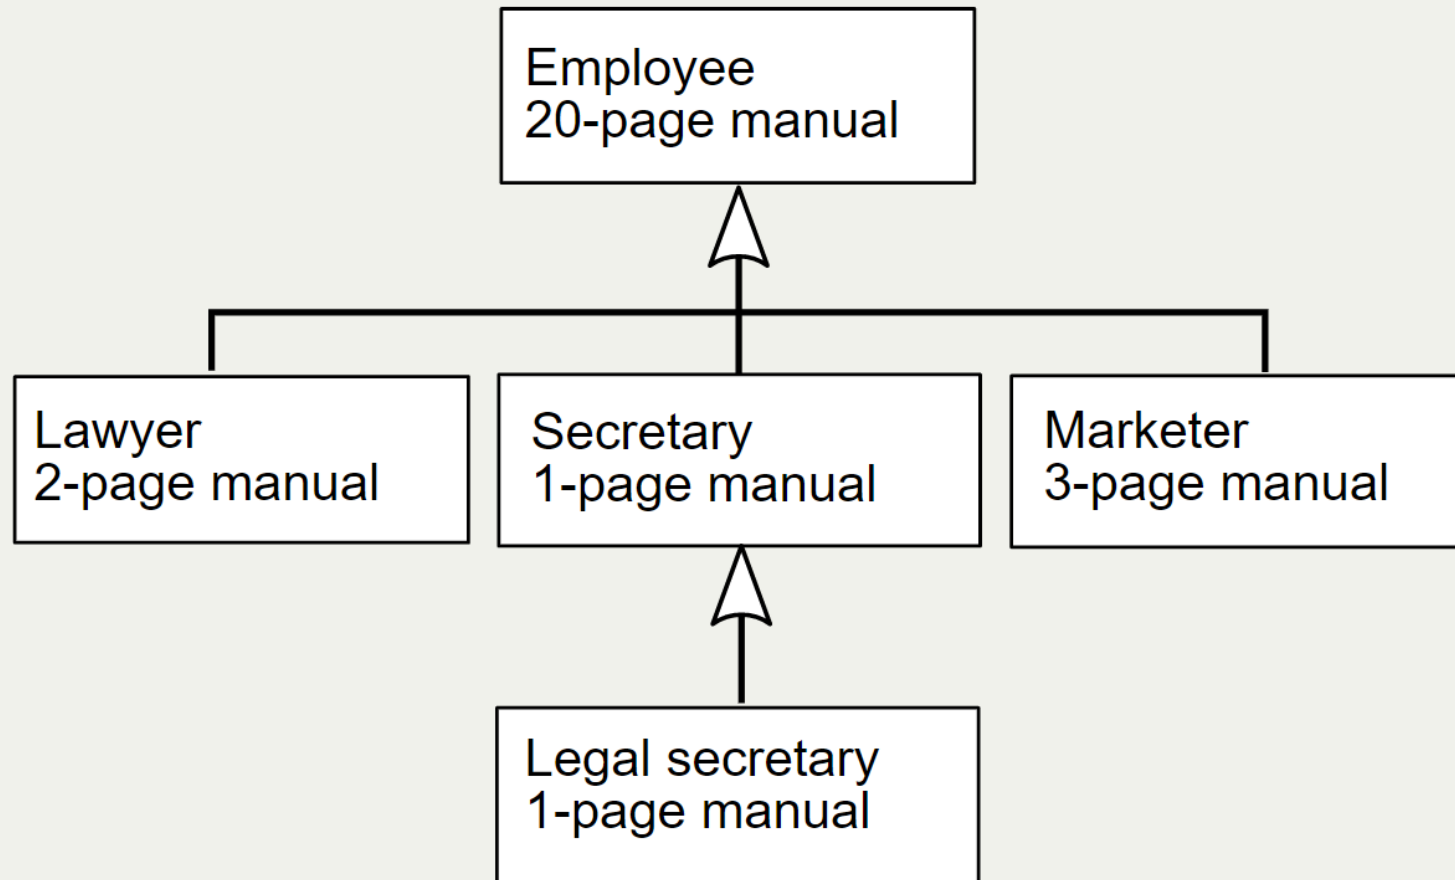 Employee
20-page manual
Lawyer
2-page manual
Secretary
1-page manual
Marketer
3-page manual
Legal secretary
1-page manual